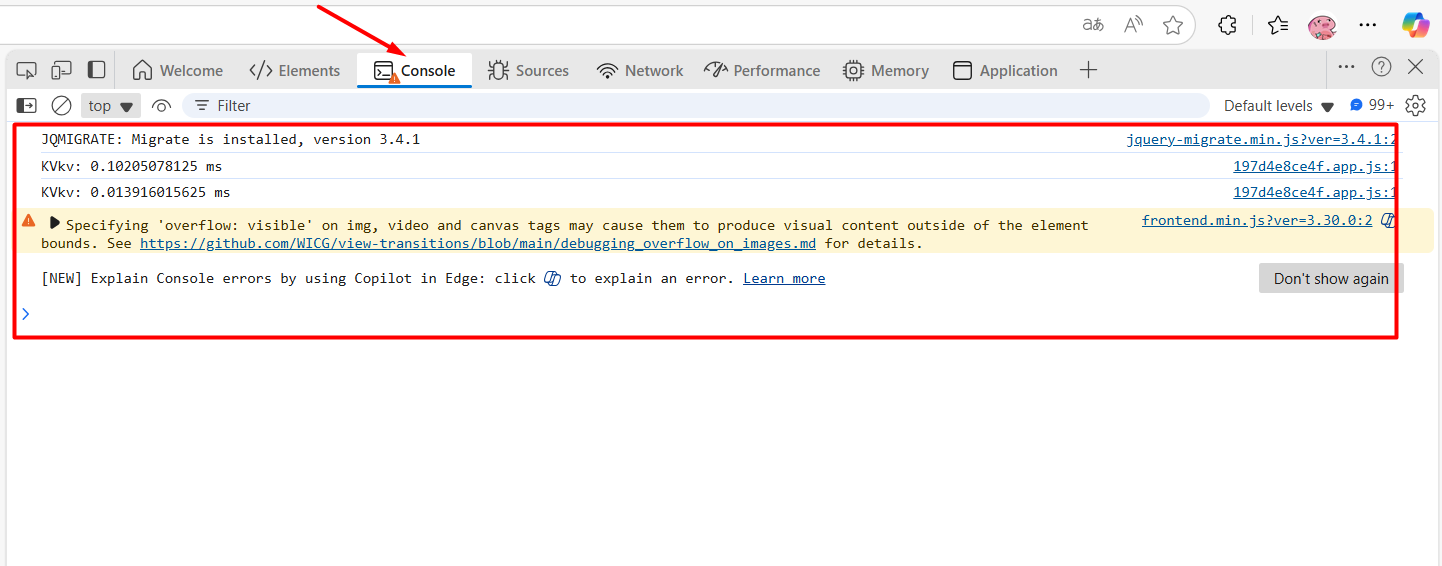 aあ A
Welcome Elements Console Sources Network Performance Memory Application
top Filter Default levels 99+
JQMIGRATE: Migrate is installed, version 3.4.1 jquery-migrate.min.js?ver=3.4.1:2
KVkv: 0.10205078125 ms 197d4e8ce4f.app.js:1
KVkv: 0.013916015625 ms 197d4e8ce4f.app.js:1
Specifying 'overflow: visible' on img, video and canvas tags may cause them to produce visual content outside of the element frontend.min.js?ver=3.30.0:2
bounds. See https://github.com/WICG/view-transitions/blob/main/debugging_overflow_on_images.md for details.
[NEW] Explain Console errors by using Copilot in Edge: click to explain an error. Learn more Don't show again